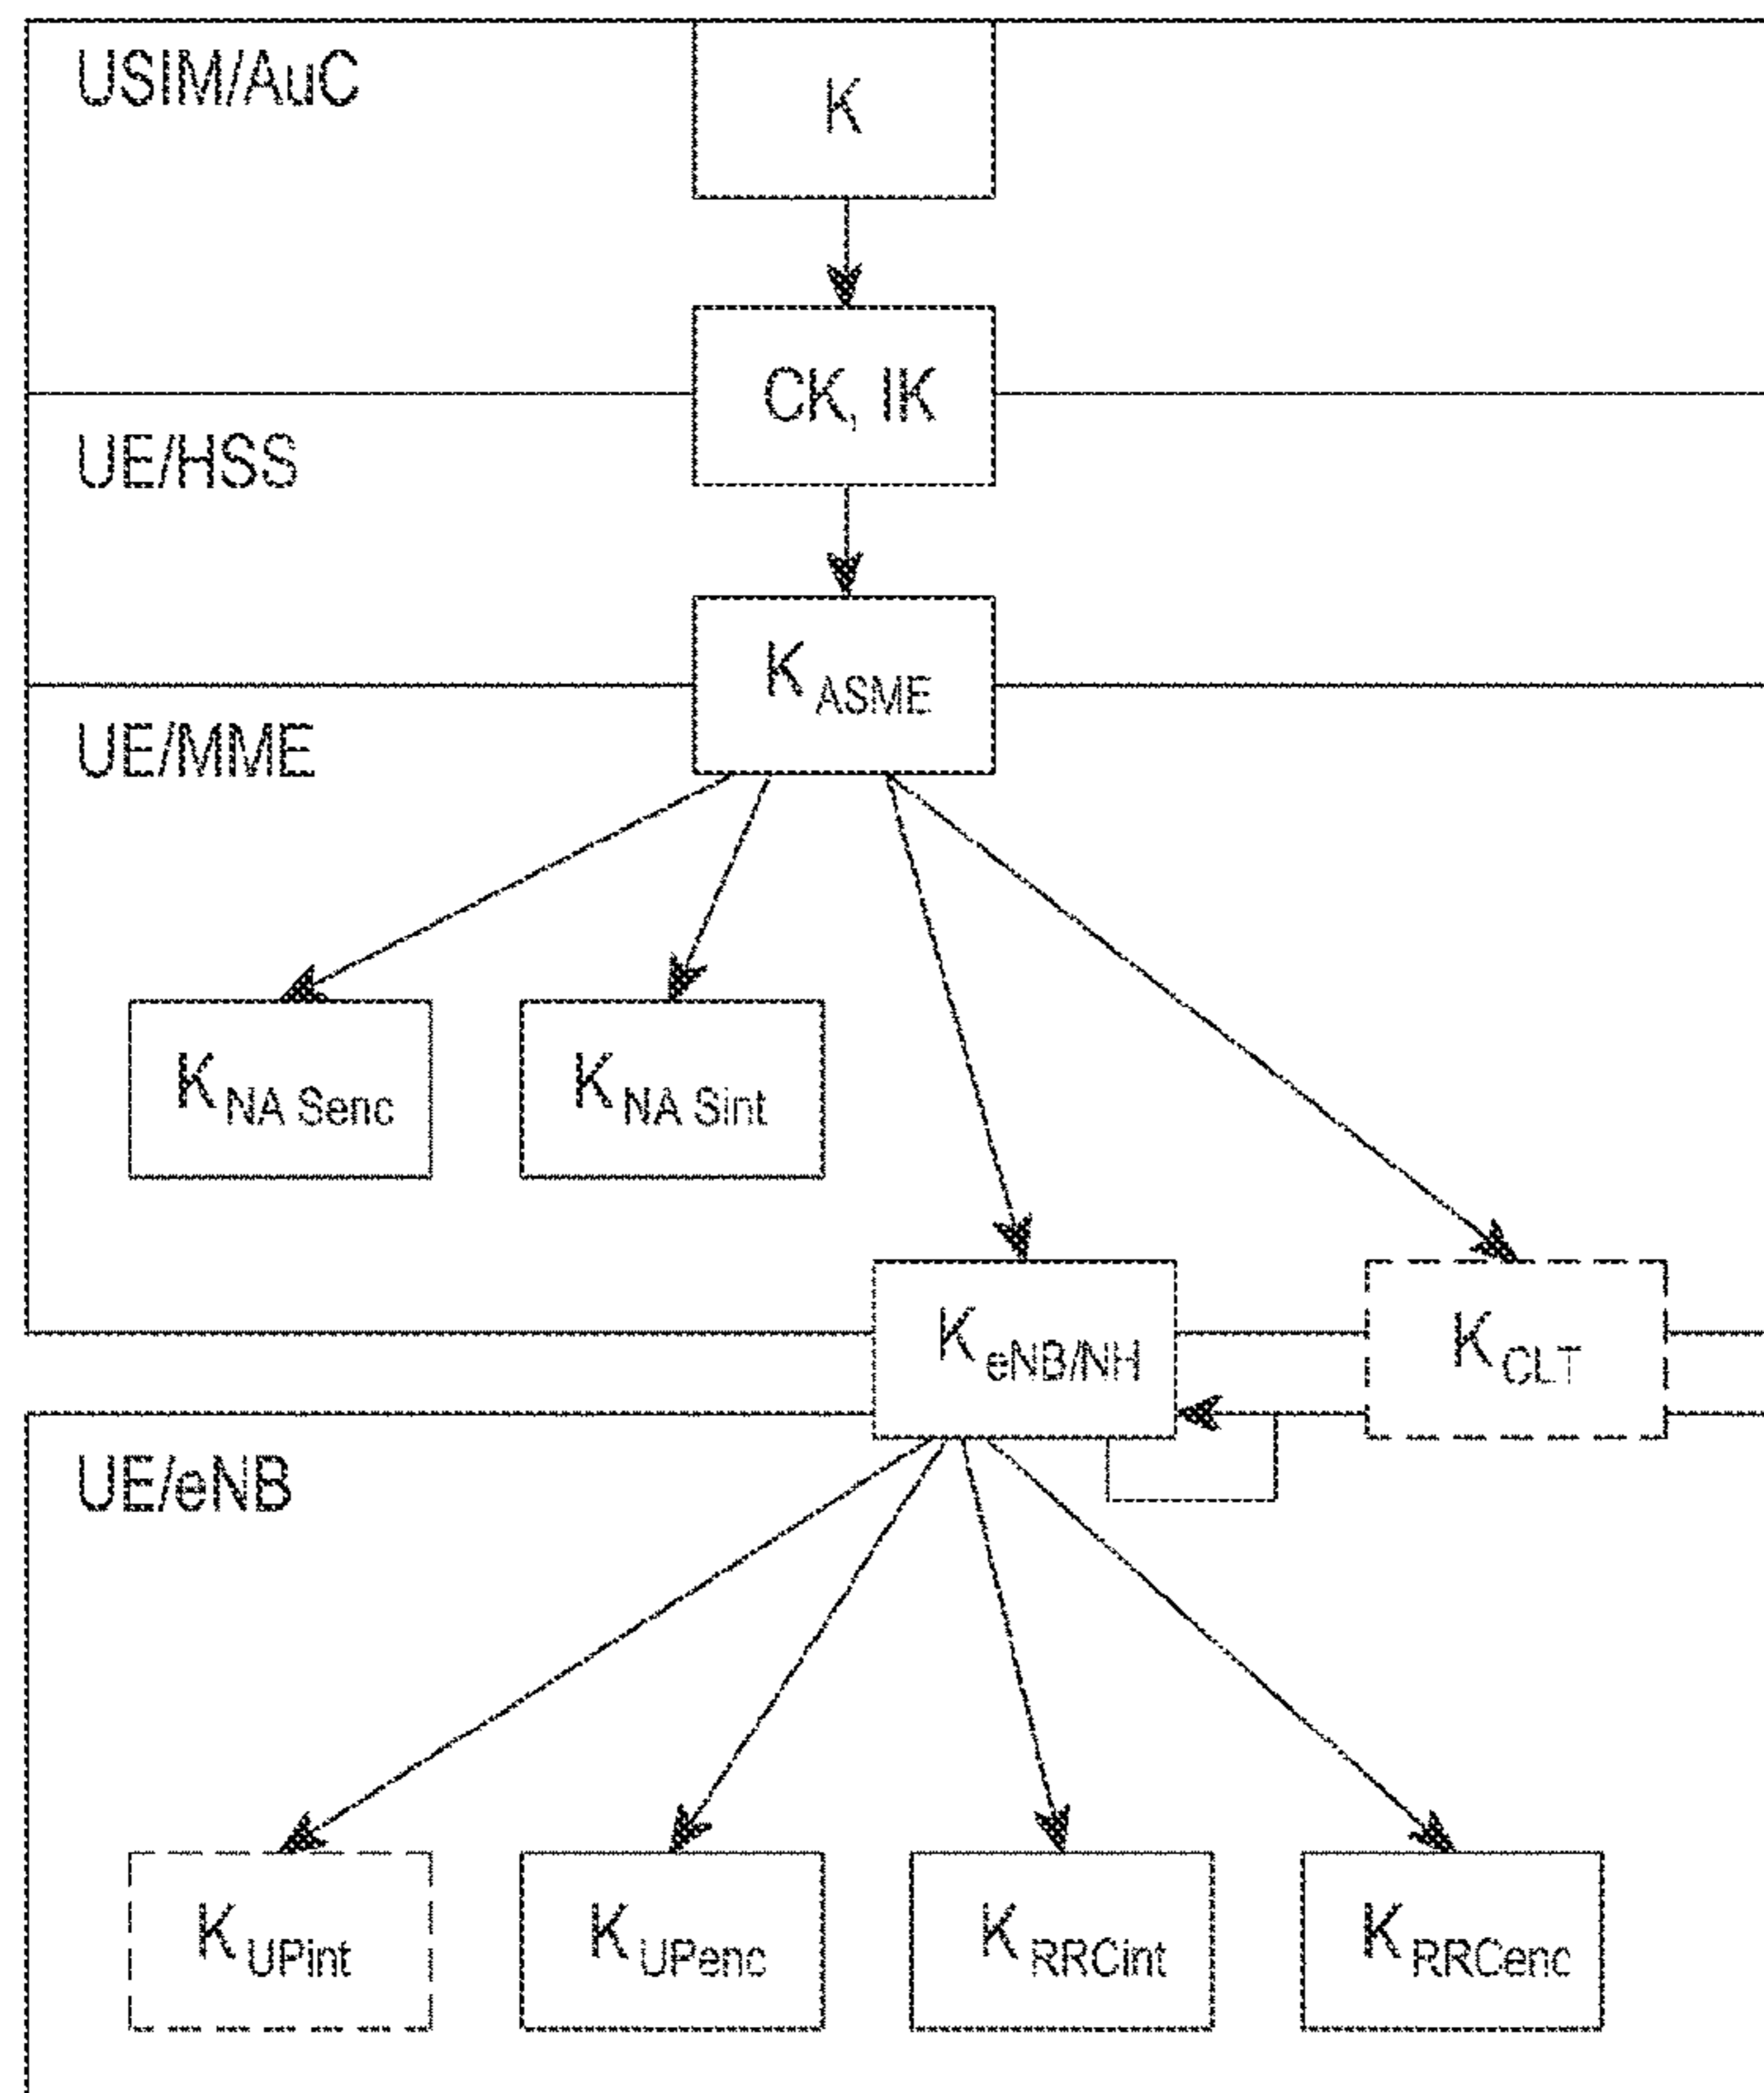 USIM/AuC
K
CK, IK
UE/HSS
K ASME
UE/MME
K NA Senc
K NA Sint
K eNB/NH
K CLT
UE/eNB
K UPint
K UPenc
K RRCint
K RRCenc